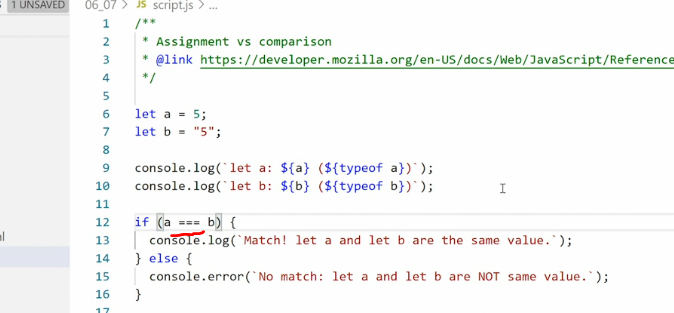 1 UNSAVED
06_07 > JS script.js > ...
1 /**
2 * Assignment vs comparison
3 * @link https://developer.mozilla.org/en-US/docs/Web/JavaScript/Reference
4 */
5
6 let a = 5;
7 let b = "5";
8
9 console.log(`let a: ${a} (${typeof a})`);
10 console.log(`let b: ${b} (${typeof b})`);
11
12 if (a === b) {
13 console.log(`Match! let a and let b are the same value.`);
14 } else {
15 console.error(`No match: let a and let b are NOT same value.`);
16 }
17